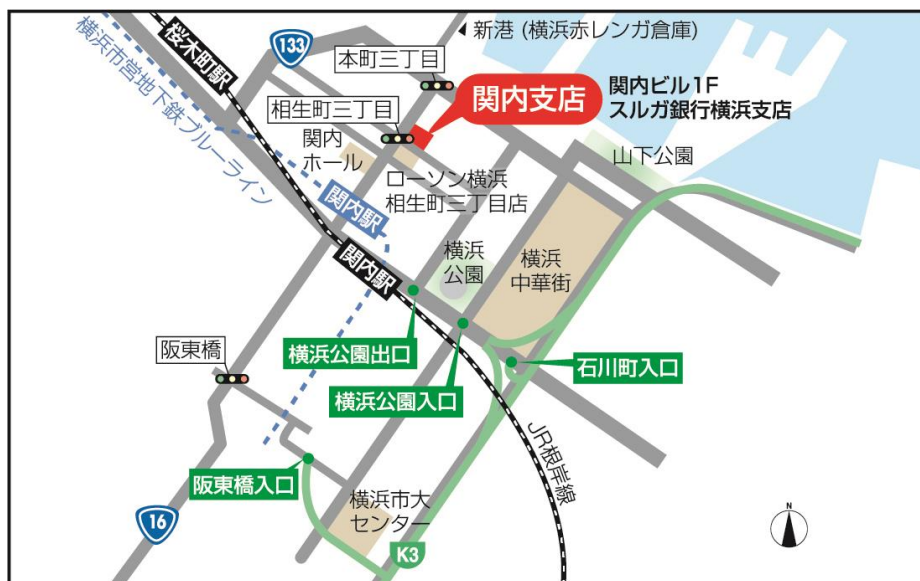 新港 (横浜赤レンガ倉庫)
133
本町三丁目
桜木町駅
横浜市営地下鉄ブルーライン
相生町三丁目
関内支店
関内ビル1F
スルガ銀行横浜支店
関内
ホール
山下公園
ローソン横浜
相生町三丁目店
関内駅
関内駅
横浜
公園
横浜
中華街
阪東橋
横浜公園出口
石川町入口
横浜公園入口
JR根岸線
阪東橋入口
横浜市大
センター
16
K3
N